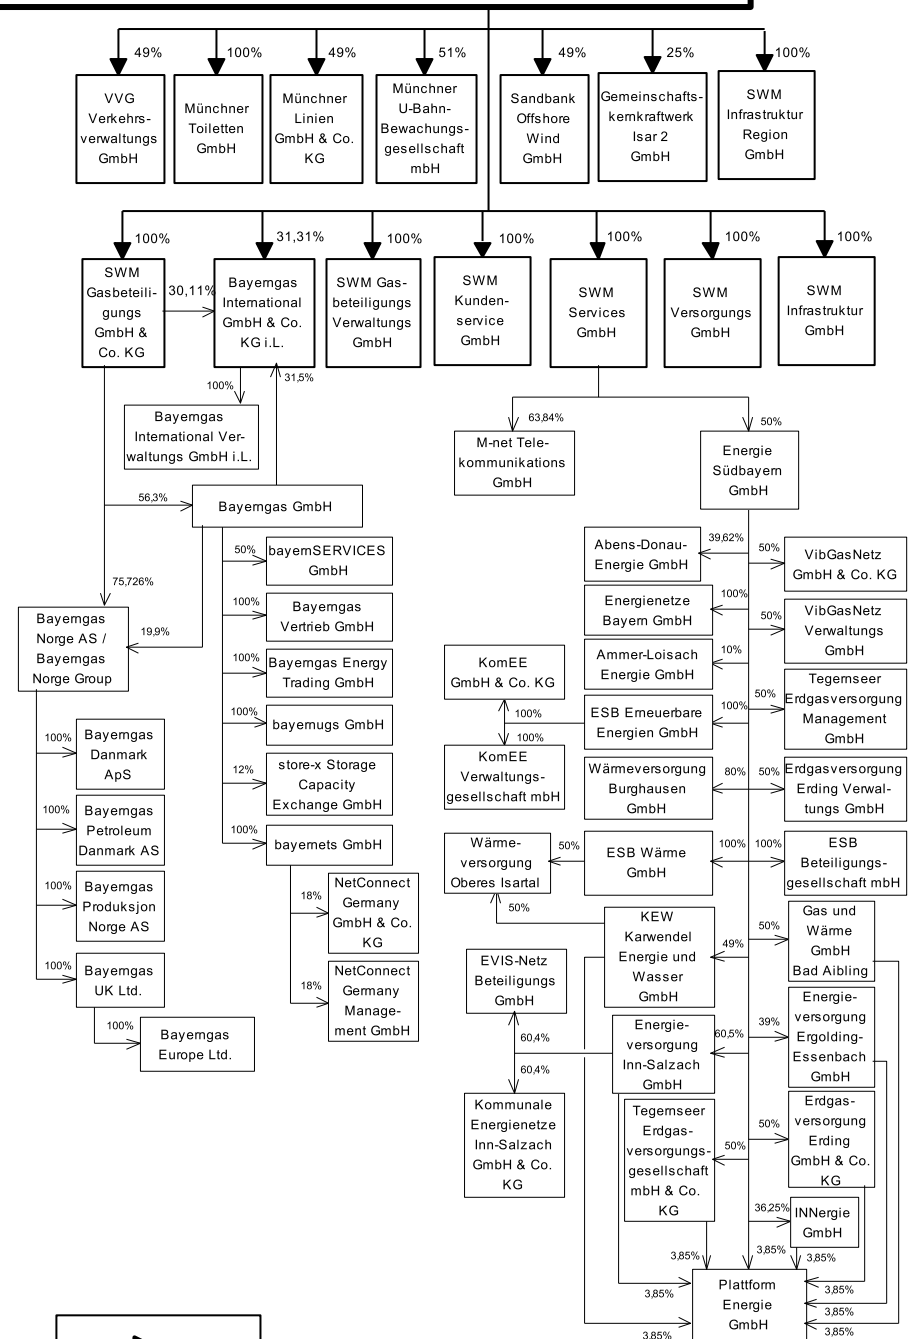 49%
100%
49%
51%
49%
25%
100%
VVG
Verkehrs-
verwaltungs
GmbH
Münchner
Toiletten
GmbH
Münchner
Linien
GmbH & Co.
KG
Münchner
U-Bahn-
Bewachungs-
gesellschaft
mbH
Sandbank
Offshore
Wind
GmbH
Gemeinschafts-
kernkraftwerk
Isar 2
GmbH
SWM
Infrastruktur
Region
GmbH
100%
31,31%
100%
100%
100%
100%
100%
SWM
Gasbeteili-
gungs
GmbH &
Co. KG
30,11%
Bayerngas
International
GmbH & Co.
KG i.L.
SWM Gas-
beteiligungs
Verwaltungs
GmbH
SWM
Kunden-
service
GmbH
SWM
Services
GmbH
SWM
Versorgungs
GmbH
SWM
Infrastruktur
GmbH
100%
31,5%
Bayerngas
International Ver-
waltungs GmbH i.L.
63,84%
M-net Tele-
kommunikations
GmbH
50%
Energie
Südbayern
GmbH
56,3%
Bayerngas GmbH
75,726%
19,9%
Bayerngas
Norge AS /
Bayerngas
Norge Group
50%
bayernSERVICES
GmbH
100%
Bayerngas
Vertrieb GmbH
100%
Bayerngas Energy
Trading GmbH
100%
bayernugs GmbH
12%
store-x Storage
Capacity
Exchange GmbH
100%
bayernets GmbH
18%
NetConnect
Germany
GmbH & Co.
KG
18%
NetConnect
Germany
Manage-
ment GmbH
100%
Bayerngas
Danmark
ApS
100%
Bayerngas
Petroleum
Danmark AS
100%
Bayerngas
Produksjon
Norge AS
100%
Bayerngas
UK Ltd.
100%
Bayerngas
Europe Ltd.
Abens-Donau-
Energie GmbH
39,62%
50%
VibGasNetz
GmbH & Co. KG
Energienetze
Bayern GmbH
100%
50%
VibGasNetz
Verwaltungs
GmbH
Ammer-Loisach
Energie GmbH
10%
KomEE
GmbH & Co. KG
100%
100%
KomEE
Verwaltungs-
gesellschaft mbH
ESB Erneuerbare
Energien GmbH
100%
50%
Tegernseer
Erdgasversorgung
Management
GmbH
Wärmeversorgung
Burghausen
GmbH
80%
50%
Erdgasversorgung
Erding Verwal-
tungs GmbH
Wärme-
versorgung
Oberes Isartal
50%
50%
ESB Wärme
GmbH
100%
100%
ESB
Beteiligungs-
gesellschaft mbH
KEW
Karwendel
Energie und
Wasser
GmbH
49%
50%
Gas und
Wärme
GmbH
Bad Aibling
EVIS-Netz
Beteiligungs
GmbH
60,4%
60,4%
Kommunale
Energienetze
Inn-Salzach
GmbH & Co.
KG
Energie-
versorgung
Inn-Salzach
GmbH
60,5%
39%
Energie-
versorgung
Ergolding-
Essenbach
GmbH
Tegernseer
Erdgas-
versorgungs-
gesellschaft
mbH & Co.
KG
50%
50%
Erdgas-
versorgung
Erding
GmbH & Co.
KG
36,25%
INNergie
GmbH
3,85%
3,85%
3,85%
3,85%
3,85%
3,85%
3,85%
3,85%
Plattform
Energie
GmbH